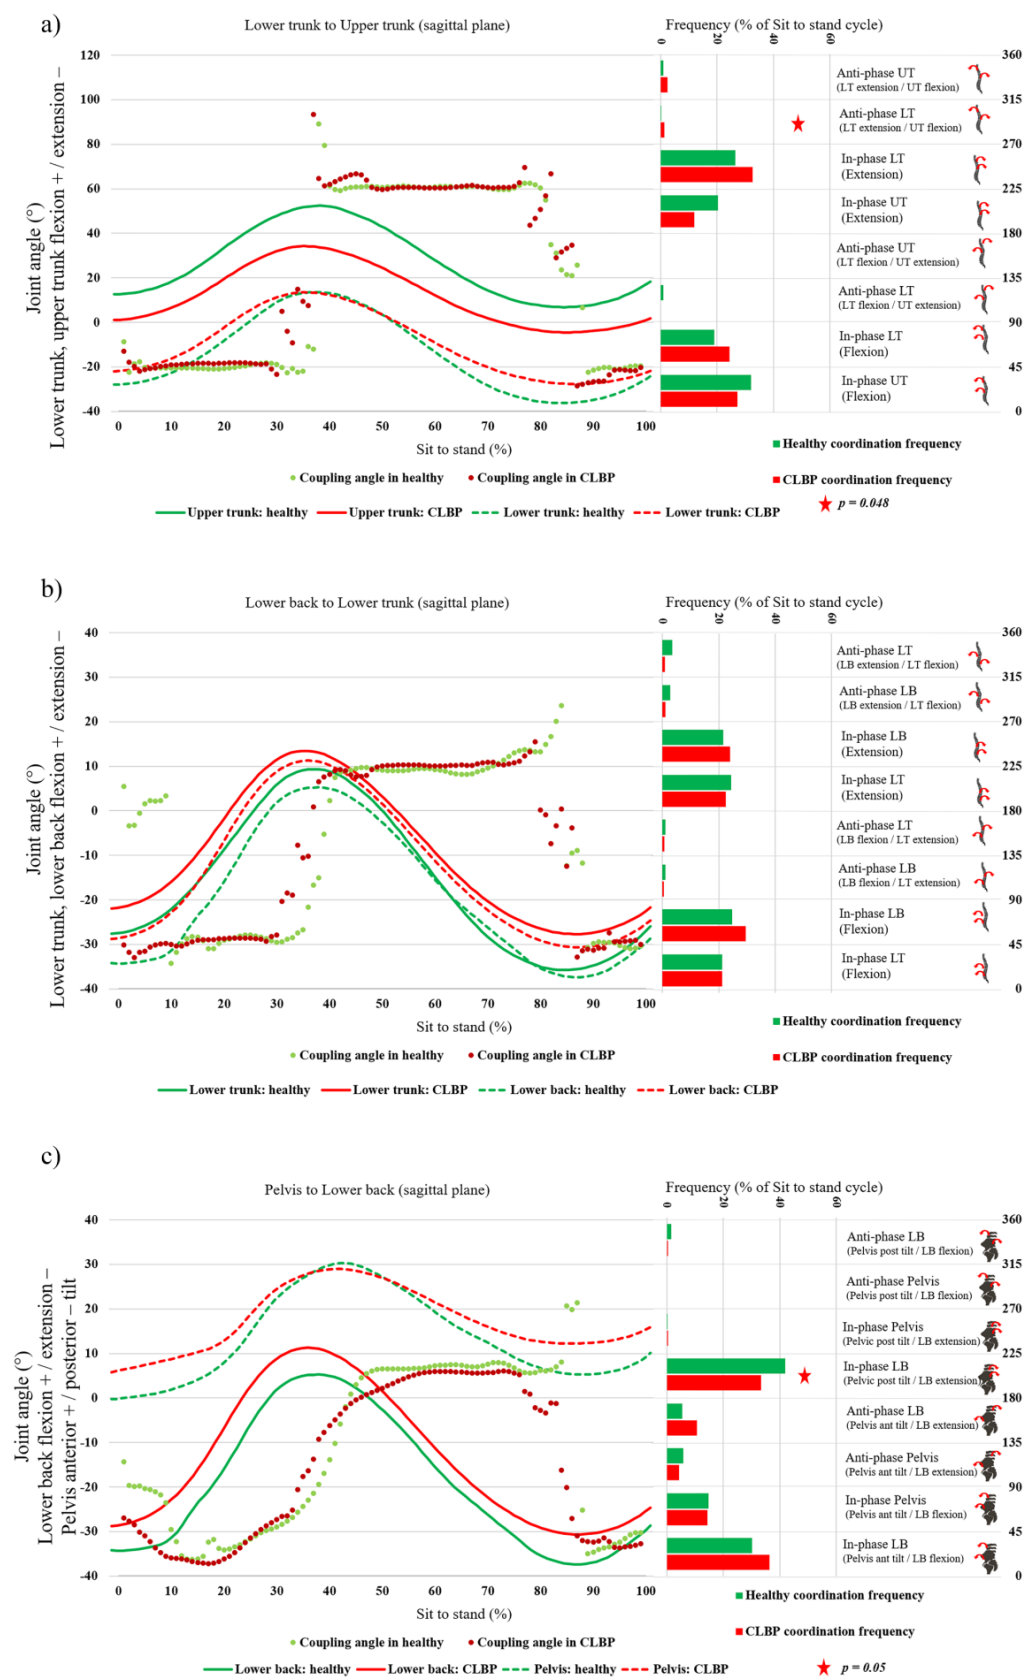 a)
Lower trunk to Upper trunk (sagittal plane)
Frequency (% of Sit to stand cycle)
0 20 40 60
Joint angle (°)
Lower trunk, upper trunk flexion + / extension –
120
100
80
60
40
20
0
-20
-40
0 10 20 30 40 50 60 70 80 90 100
Sit to stand (%)
Anti-phase UT
(LT extension / UT flexion)
Anti-phase LT
(LT extension / UT flexion)
In-phase LT
(Extension)
In-phase UT
(Extension)
Anti-phase UT
(LT flexion / UT extension)
Anti-phase LT
(LT flexion / UT extension)
In-phase LT
(Flexion)
In-phase UT
(Flexion)
360
315
270
225
180
135
90
45
0
Healthy coordination frequency
CLBP coordination frequency
p = 0.048
Coupling angle in healthy Coupling angle in CLBP
Upper trunk: healthy Upper trunk: CLBP Lower trunk: healthy Lower trunk: CLBP
b)
Lower back to Lower trunk (sagittal plane)
Frequency (% of Sit to stand cycle)
0 20 40 60
Joint angle (°)
Lower trunk, lower back flexion + / extension –
40
30
20
10
0
-10
-20
-30
-40
0 10 20 30 40 50 60 70 80 90 100
Sit to stand (%)
Anti-phase LT
(LB extension / LT flexion)
Anti-phase LB
(LB extension / LT flexion)
In-phase LB
(Extension)
In-phase LT
(Extension)
Anti-phase LT
(LB flexion / LT extension)
Anti-phase LB
(LB flexion / LT extension)
In-phase LB
(Flexion)
In-phase LT
(Flexion)
360
315
270
225
180
135
90
45
0
Healthy coordination frequency
CLBP coordination frequency
Coupling angle in healthy Coupling angle in CLBP
Lower trunk: healthy Lower trunk: CLBP Lower back: healthy Lower back: CLBP
c)
Pelvis to Lower back (sagittal plane)
Frequency (% of Sit to stand cycle)
0 20 40 60
Joint angle (°)
Lower back flexion + / extension –
Pelvis anterior + / posterior – tilt
40
30
20
10
0
-10
-20
-30
-40
0 10 20 30 40 50 60 70 80 90 100
Sit to stand (%)
Anti-phase LB
(Pelvis post tilt / LB flexion)
Anti-phase Pelvis
(Pelvis post tilt / LB flexion)
In-phase Pelvis
(Pelvic post tilt / LB extension)
In-phase LB
(Pelvic post tilt / LB extension)
Anti-phase LB
(Pelvis ant tilt / LB extension)
Anti-phase Pelvis
(Pelvis ant tilt / LB extension)
In-phase Pelvis
(Pelvis ant tilt / LB flexion)
In-phase LB
(Pelvis ant tilt / LB flexion)
360
315
270
225
180
135
90
45
0
Healthy coordination frequency
CLBP coordination frequency
p = 0.05
Coupling angle in healthy Coupling angle in CLBP
Lower back: healthy Lower back: CLBP Pelvis: healthy Pelvis: CLBP